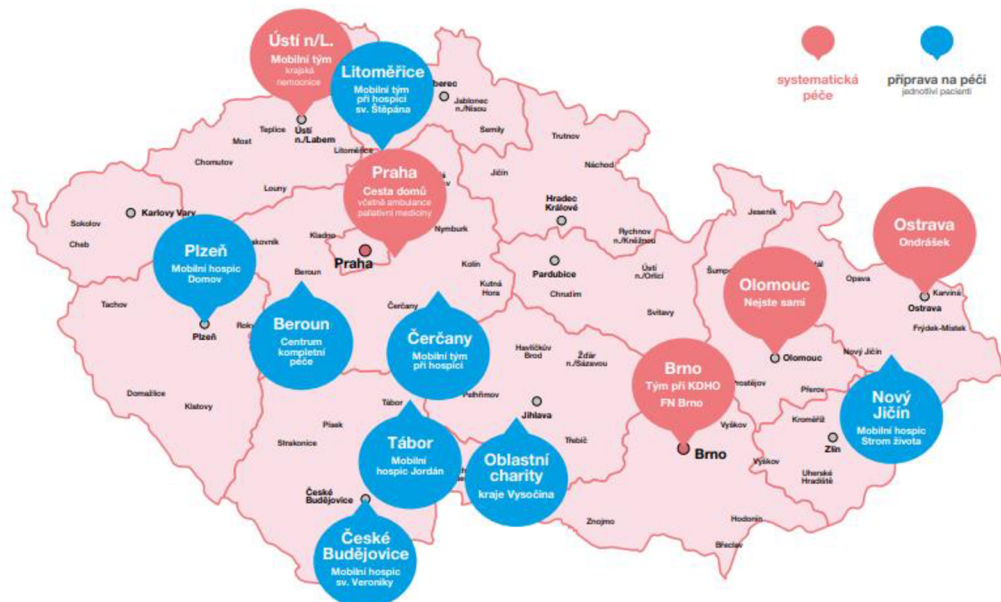 Ústí n/L.
Mobilní tým
krajská
nemocnice
Litoměřice
Mobilní tým
při hospici
sv. Štěpána
systematická
péče
příprava na péči
jednotliví pacienti
berec
Jablonec
n./Nisou
Semily
Teplice
Ústí
n./Labem
Most
Chomutov
Litoměřice
Louny
Trutnov
Náchod
Jičín
Praha
Cesta domů
včetně ambulance
paliativní medicíny
Karlovy Vary
Sokolov
Cheb
Hradec
Králové
Rychnov
n./Kněžnou
Jeseník
Ostrava
Ondrášek
Plzeň
Mobilní hospic
Domov
akovník
Kladno
Praha
Nymburk
Beroun
Kolín
Kutná
Hora
Pardubice
Chrudim
Ústí
n./Orlicí
Svitavy
Šump
Olomouc
Nejste sami
Opava
Karviná
Ostrava
Frýdek-Místek
Tachov
Plzeň
Roky
Beroun
Centrum
kompletní
péče
Čerčany
Čerčany
Mobilní tým
při hospici
Havlíčkův
Brod
Žďár
n./Sázavou
Brno
Tým při KDHO
FN Brno
Olomouc
Prostějov
Přerov
Nový Jičín
Nový
Jičín
Mobilní hospic
Strom života
Domažlice
Klatovy
Písek
Strakonice
Tábor
Tábor
Mobilní
hospic Jordán
Pelhřimov
Jihlava
Třebíč
Oblastní
charity
kraje Vysočina
Brno
Vyškov
Vyškov
Kroměříž
Zlín
Uherské
Hradiště
České
Budějovice
České
Budějovice
Mobilní hospic
sv. Veroniky
Znojmo
Hodonín
Břeclav